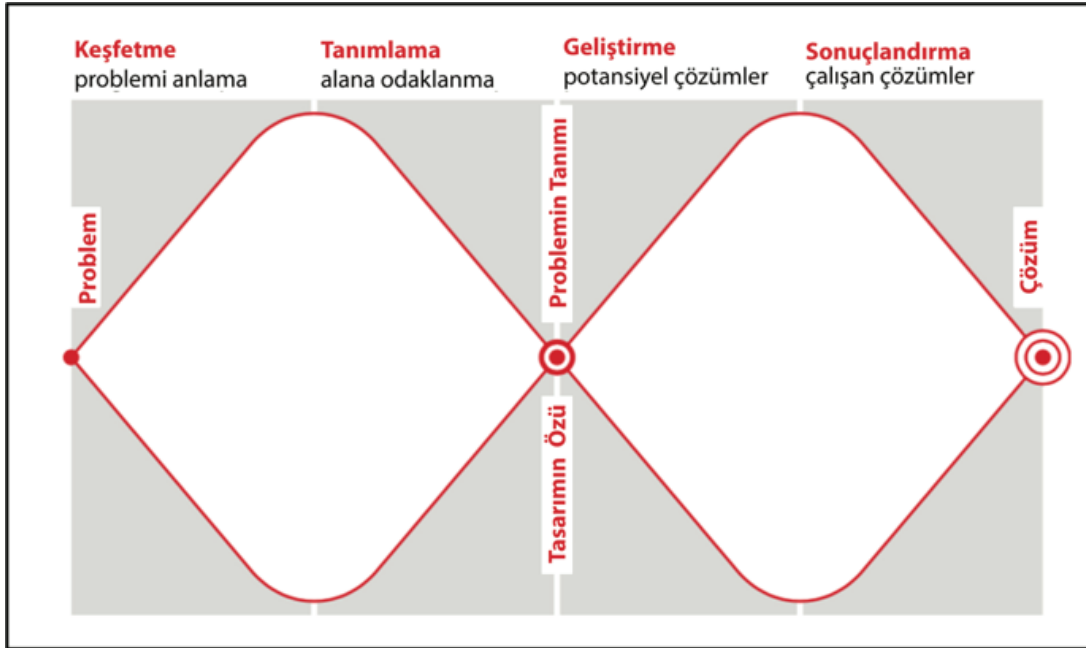 Keşfetme
problemi anlama
Tanımlama
alana odaklanma
Geliştirme
potansiyel çözümler
Sonuçlandırma
çalışan çözümler
Problem
Problemin Tanımı
Tasarımın Özü
Çözüm